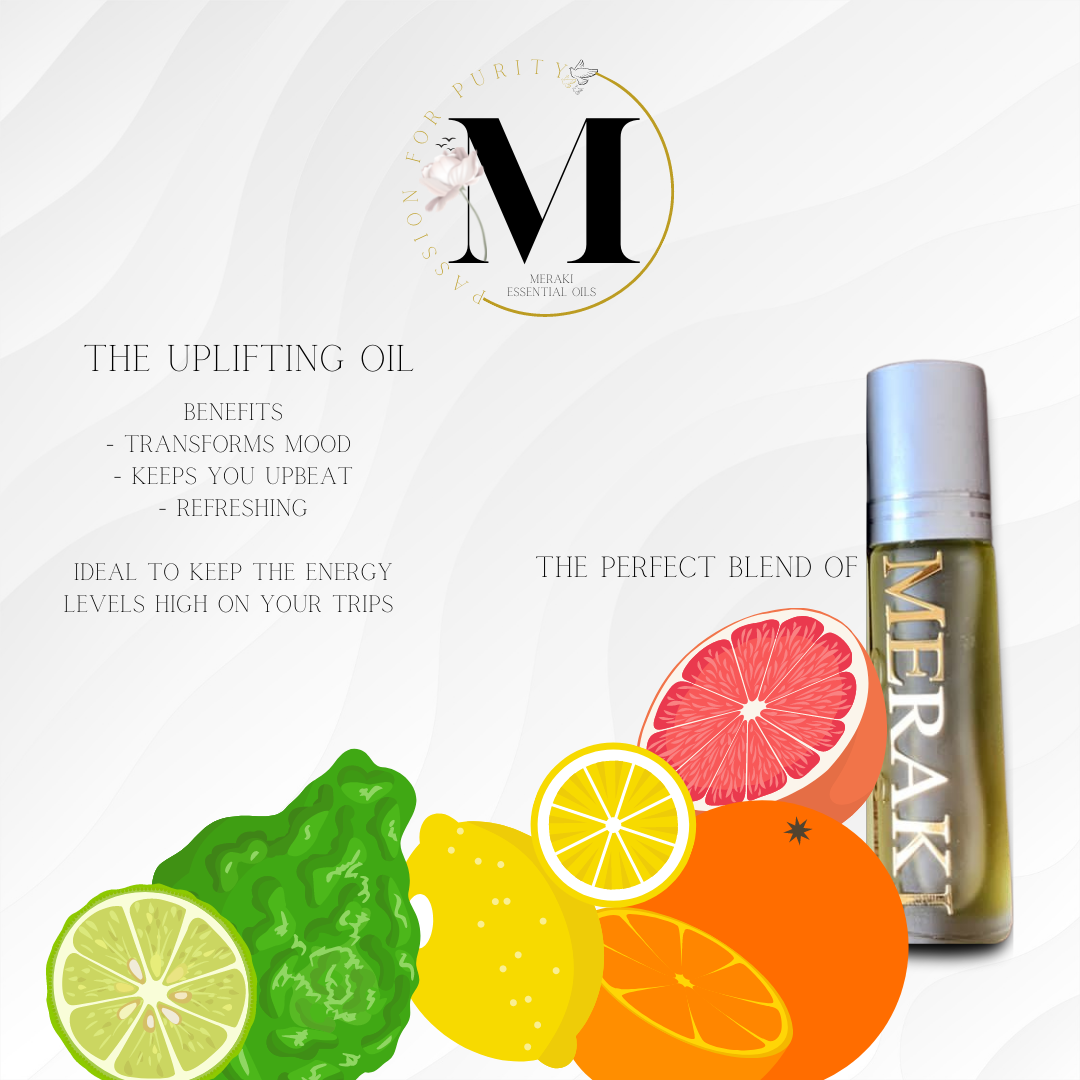 PASSION FOR PURITY
M
MERAKI
ESSENTIAL OILS
THE UPLIFTING OIL
BENEFITS
- TRANSFORMS MOOD
- KEEPS YOU UPBEAT
- REFRESHING
IDEAL TO KEEP THE ENERGY
LEVELS HIGH ON YOUR TRIPS
THE PERFECT BLEND OF
MERAKI